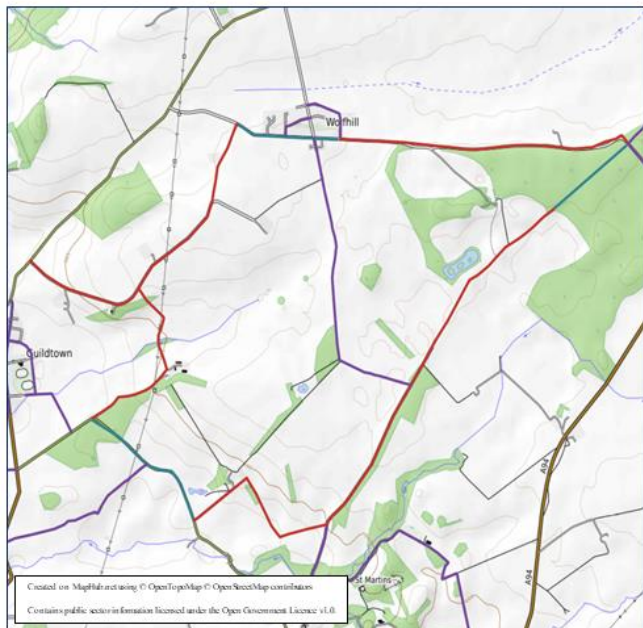 Wolfhill
Guildtown
A94
A94
St Martins
Created on MapHub.net using © OpenTopoMap © OpenStreetMap contributors
Contains public sector information licensed under the Open Government Licence v1.0.